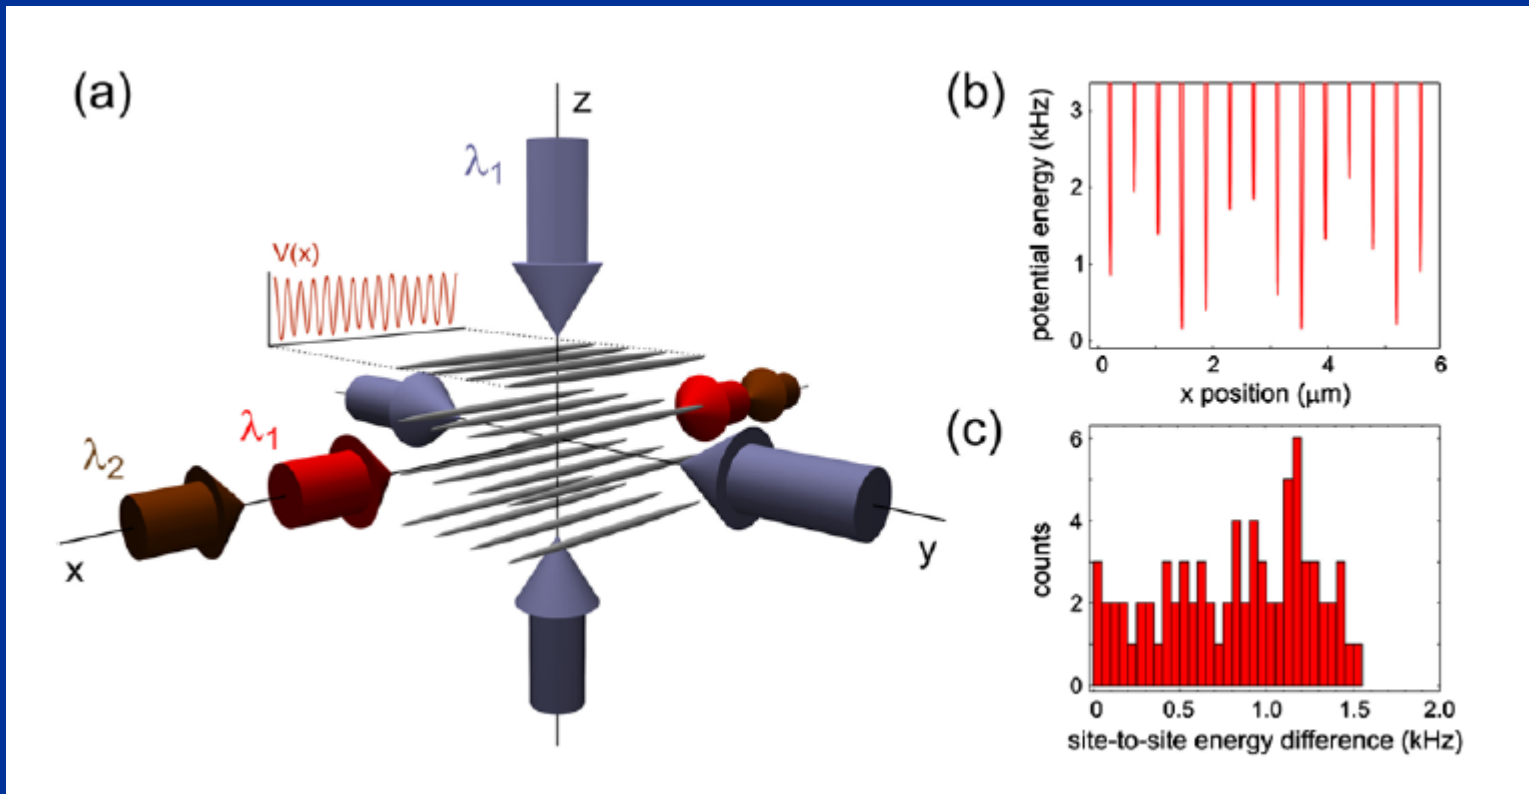 (a)
z
λ1
V(x)
λ1
λ2
x
y
(b)
potential energy (kHz)
3
2
1
0
0 2 4 6
x position (μm)
(c)
counts
6
4
2
0
0 0.5 1.0 1.5 2.0
site-to-site energy difference (kHz)